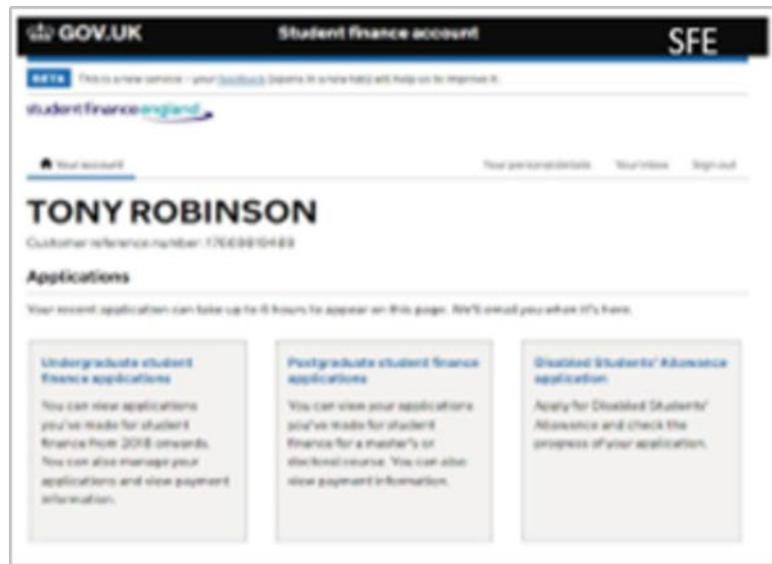 GOV.UK
Student finance account
SFE
BETA This is a new service - your feedback (opens in a new tab) will help us to improve it.
studentfinanceengland
Your account
Your personal details
Your inbox
Sign out
TONY ROBINSON
Customer reference number:
Applications
Your recent application can take up to 6 hours to appear on this page. We'll email you when it's here.
Undergraduate student
finance applications
You can view applications
you've made for student
finance from 2018 onwards.
You can also manage your
applications and view payment
information.
Postgraduate student finance
applications
You can view your applications
you've made for student
finance for a master's or
doctoral course. You can also
view payment information.
Disabled Students' Allowance
application
Apply for Disabled Students'
Allowance and check the
progress of your application.